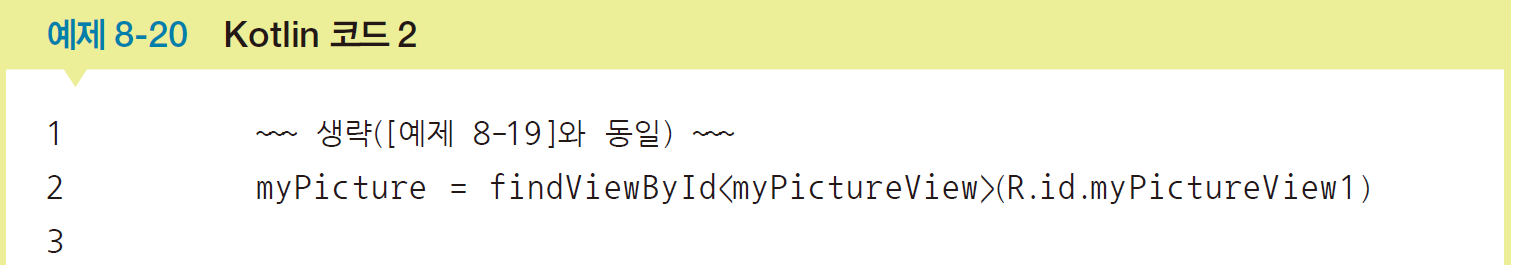 예제 8-20 Kotlin 코드 2
1 ~~~ 생략([예제 8-19]와 동일) ~~~
2 myPicture = findViewById<myPictureView>(R.id.myPictureView1)
3